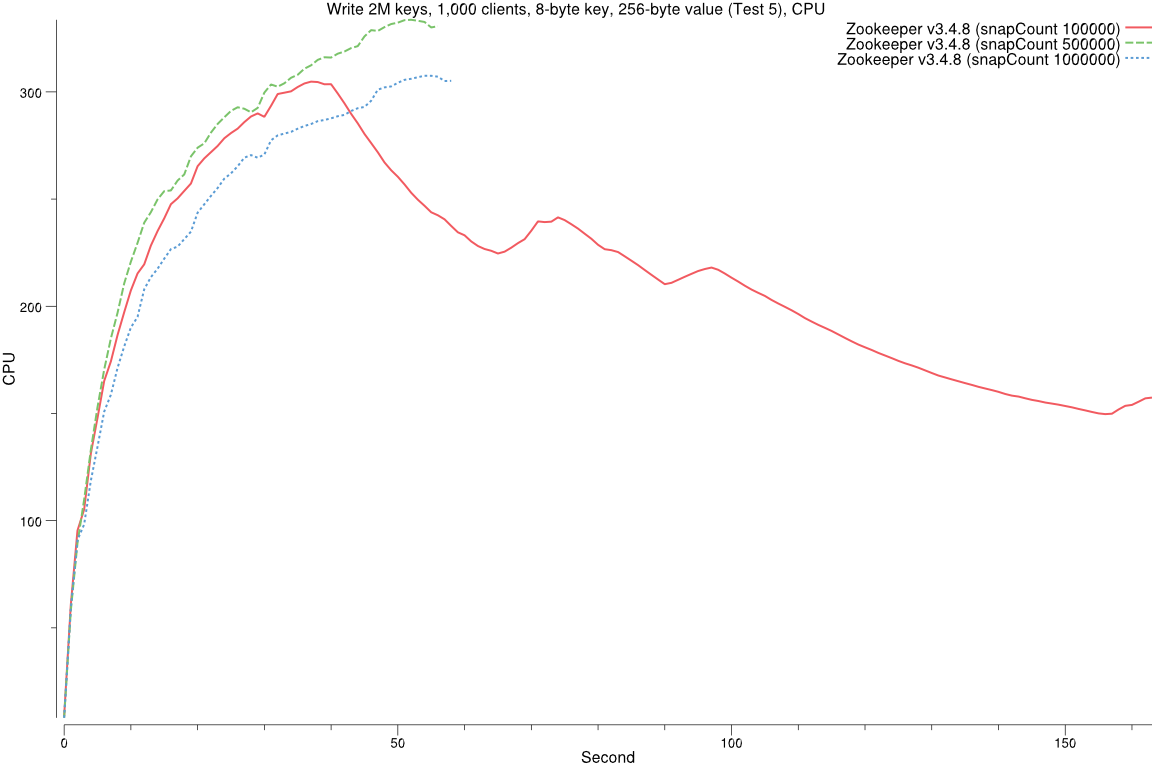 Write 2M keys, 1,000 clients, 8-byte key, 256-byte value (Test 5), CPU
Zookeeper v3.4.8 (snapCount 100000)
Zookeeper v3.4.8 (snapCount 500000)
Zookeeper v3.4.8 (snapCount 1000000)
300
200
100
CPU
0 50 100 150
Second